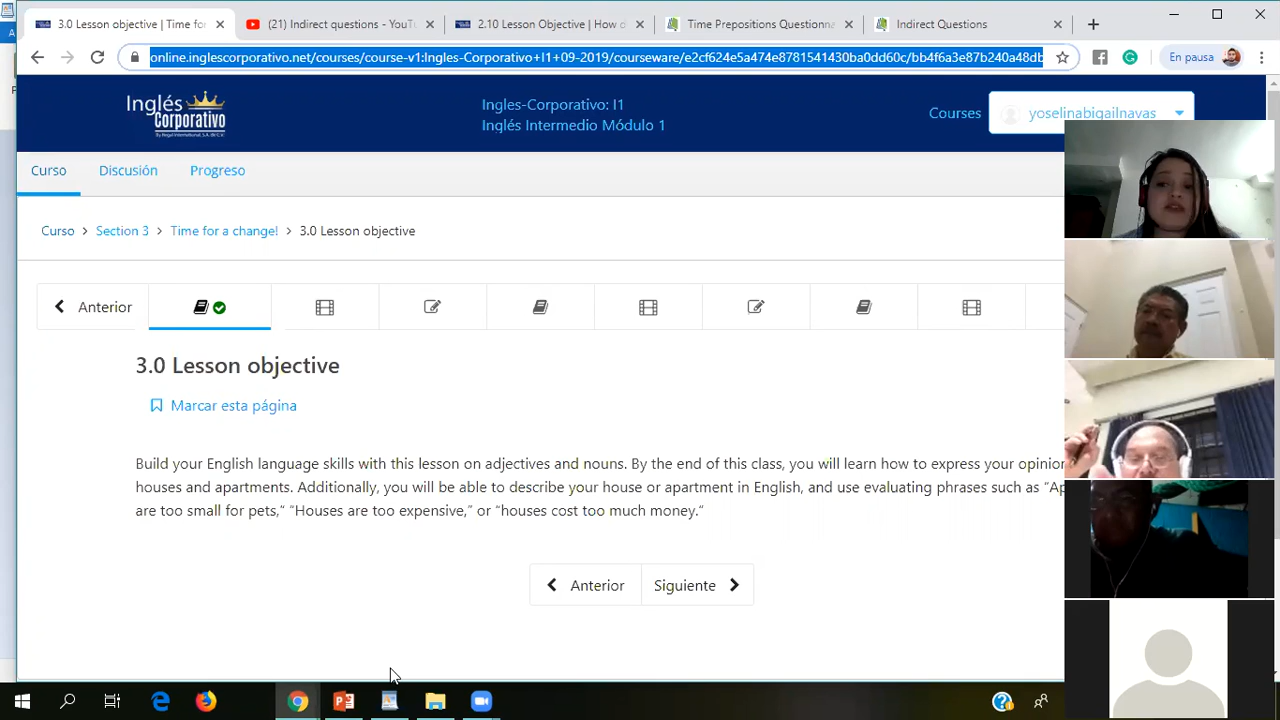 3.0 Lesson objective | Time for
(21) Indirect questions - YouTu
2.10 Lesson Objective | How d
Time Prepositions Questionna
Indirect Questions
online.inglescorporativo.net/courses/course-v1:Ingles-Corporativo+I1+09-2019/courseware/e2cf624e5a474e8781541430ba0dd60c/bb4f6a3e87b240a48db
En pausa
Inglés
Corporativo
Ingles-Corporativo: I1
Inglés Intermedio Módulo 1
Courses
yoselinabigailnavas
Curso
Discusión
Progreso
Curso > Section 3 > Time for a change! > 3.0 Lesson objective
Anterior
3.0 Lesson objective
Marcar esta página
Build your English language skills with this lesson on adjectives and nouns. By the end of this class, you will learn how to express your opinion
houses and apartments. Additionally, you will be able to describe your house or apartment in English, and use evaluating phrases such as “Ap
are too small for pets,” “Houses are too expensive,” or “houses cost too much money.”
Anterior
Siguiente